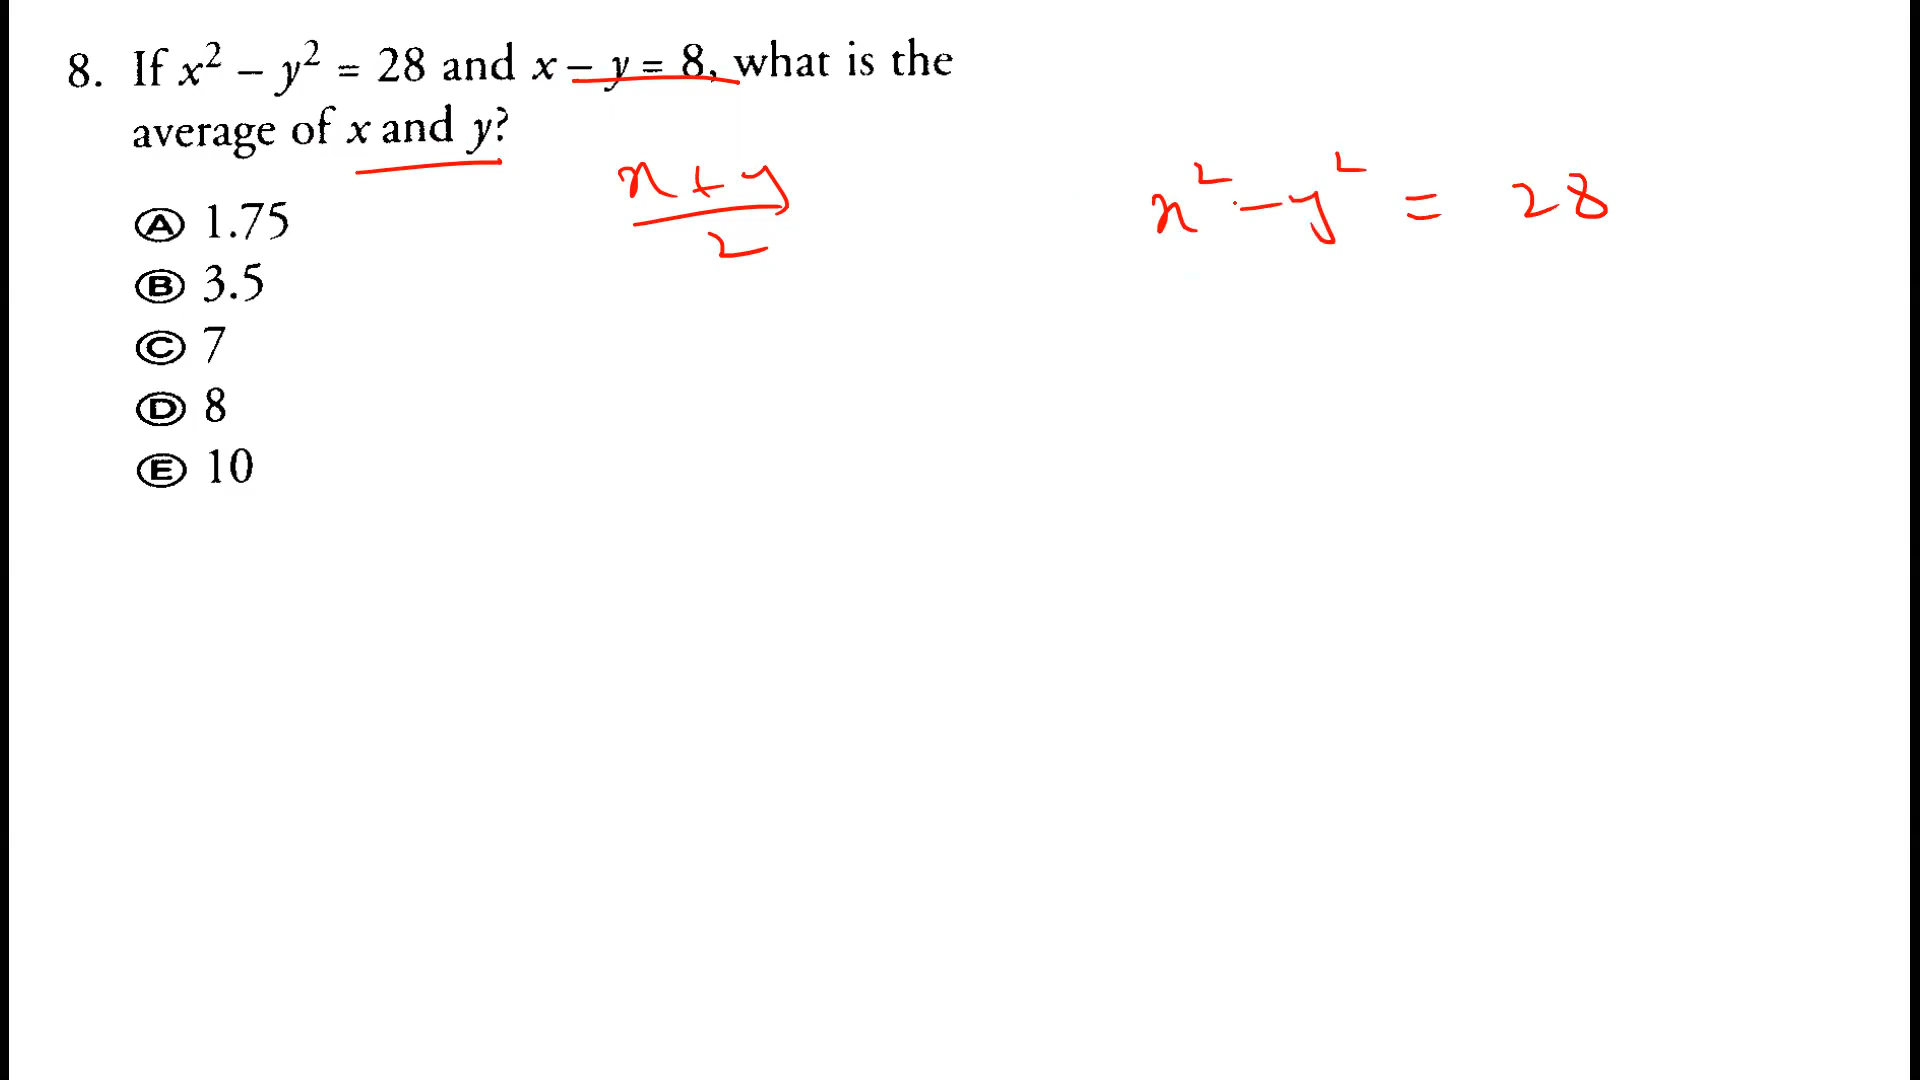 8. If x² – y² = 28 and x – y = 8, what is the
average of x and y?
Ⓐ 1.75
Ⓑ 3.5
Ⓒ 7
Ⓓ 8
Ⓔ 10
x + y
2
x² – y² = 28